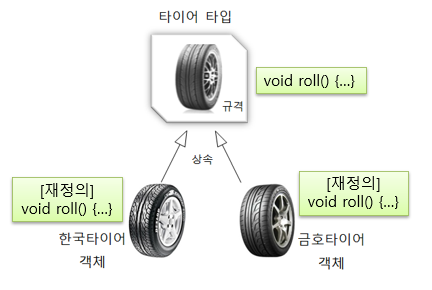 타이어 타입
void roll() {...}
규격
상속
[재정의]
void roll() {...}
한국타이어
객체
[재정의]
void roll() {...}
금호타이어
객체